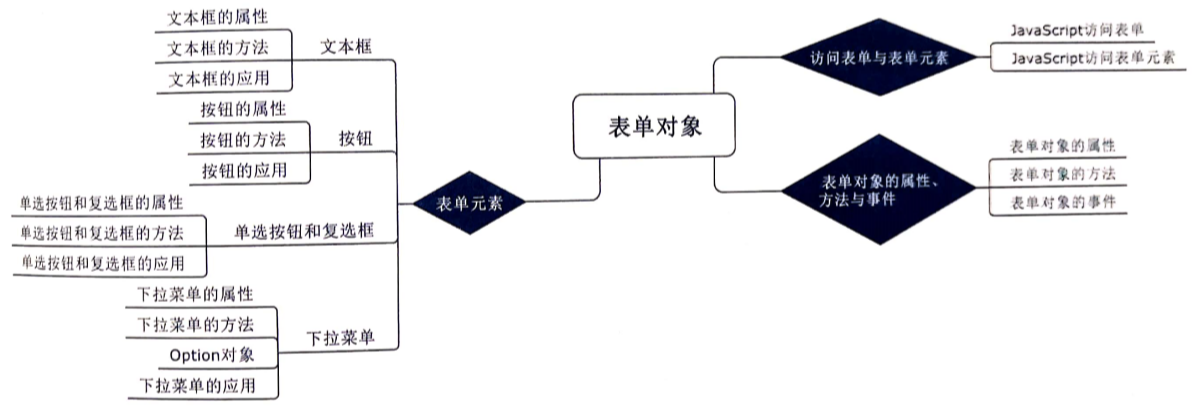 表单对象
访问表单与表单元素
JavaScript访问表单
JavaScript访问表单元素
表单对象的属性、
方法与事件
表单对象的属性
表单对象的方法
表单对象的事件
表单元素
文本框
文本框的属性
文本框的方法
文本框的应用
按钮
按钮的属性
按钮的方法
按钮的应用
单选按钮和复选框
单选按钮和复选框的属性
单选按钮和复选框的方法
单选按钮和复选框的应用
下拉菜单
下拉菜单的属性
下拉菜单的方法
Option对象
下拉菜单的应用